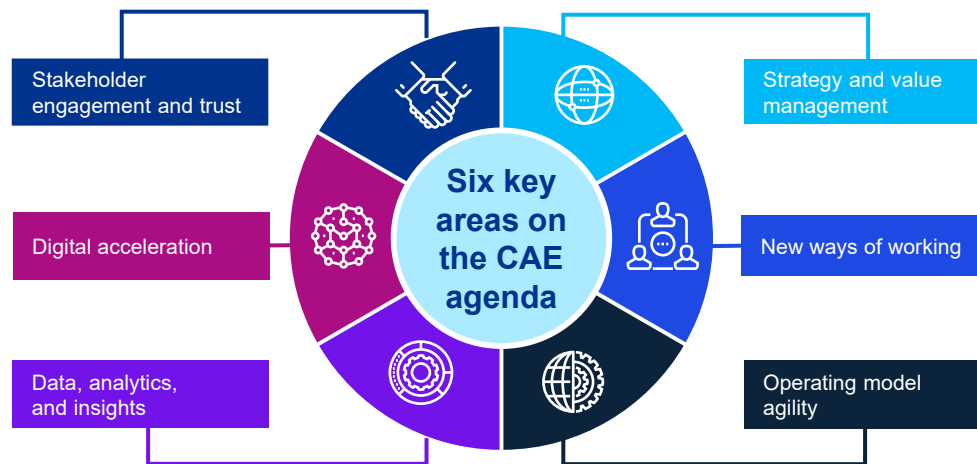 Stakeholder
engagement and trust
Strategy and value
management
Six key
areas on
the CAE
agenda
Digital acceleration
New ways of working
Data, analytics,
and insights
Operating model
agility